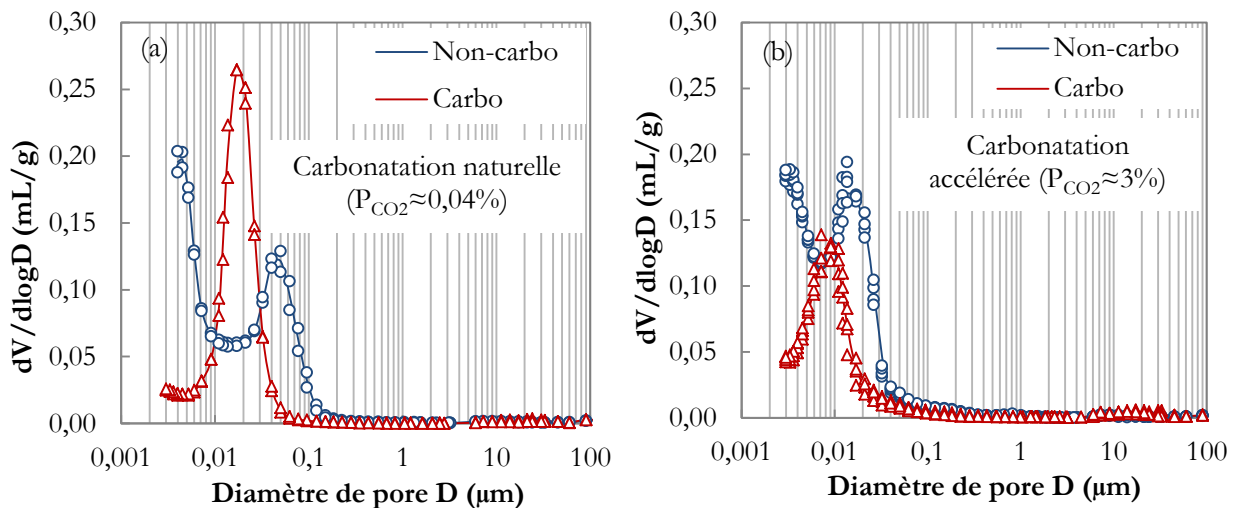 (a)
Non-carbo
Carbo
Carbonatation naturelle
(P_CO2≈0,04%)
dV/dlogD (mL/g)
0,30
0,25
0,20
0,15
0,10
0,05
0,00
0,001
0,01
0,1
1
10
100
Diamètre de pore D (µm)
(b)
Non-carbo
Carbo
Carbonatation
accélérée (P_CO2≈3%)
dV/dlogD (mL/g)
0,30
0,25
0,20
0,15
0,10
0,05
0,00
0,001
0,01
0,1
1
10
100
Diamètre de pore D (µm)